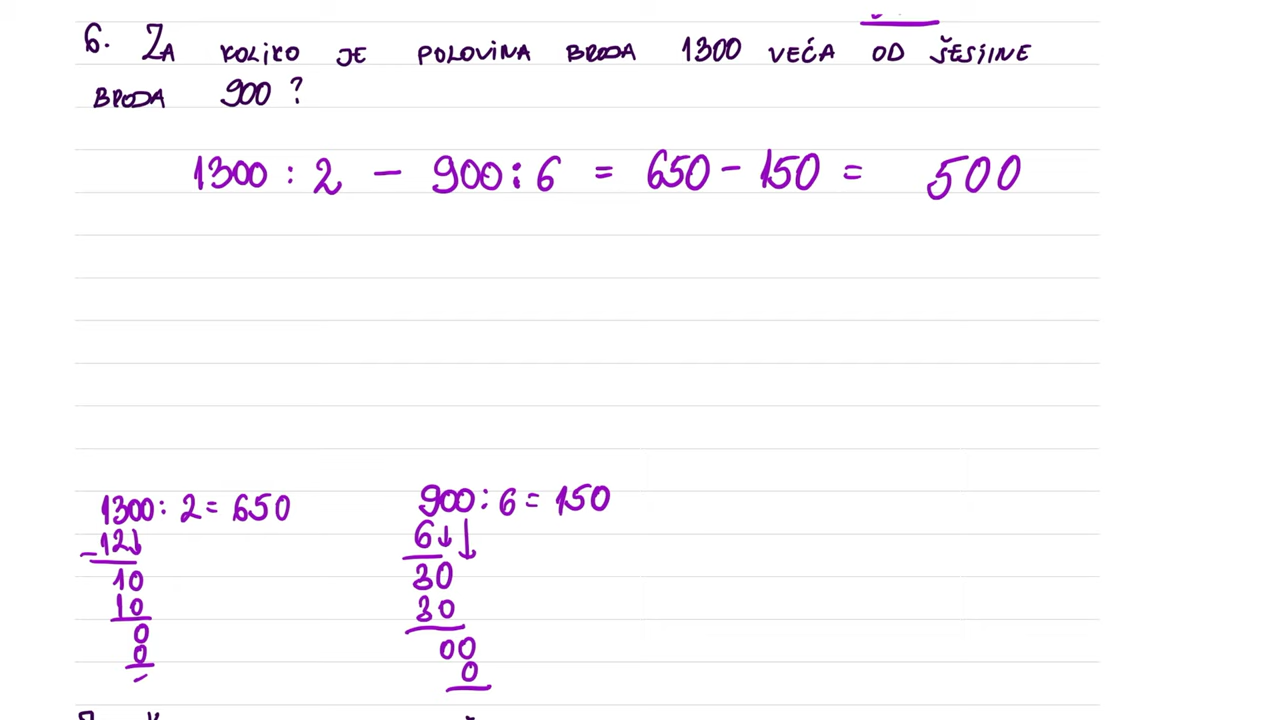 6. ZA KOLIKO JE POLOVINA BROJA 1300 VEĆA OD ŠESTINE
BROJA 900 ?
1300 : 2 - 900 : 6 = 650 - 150 = 500
1300 : 2 = 650
-12↓
10
10
0
0
-
900 : 6 = 150
6↓↓
30
30
00
0